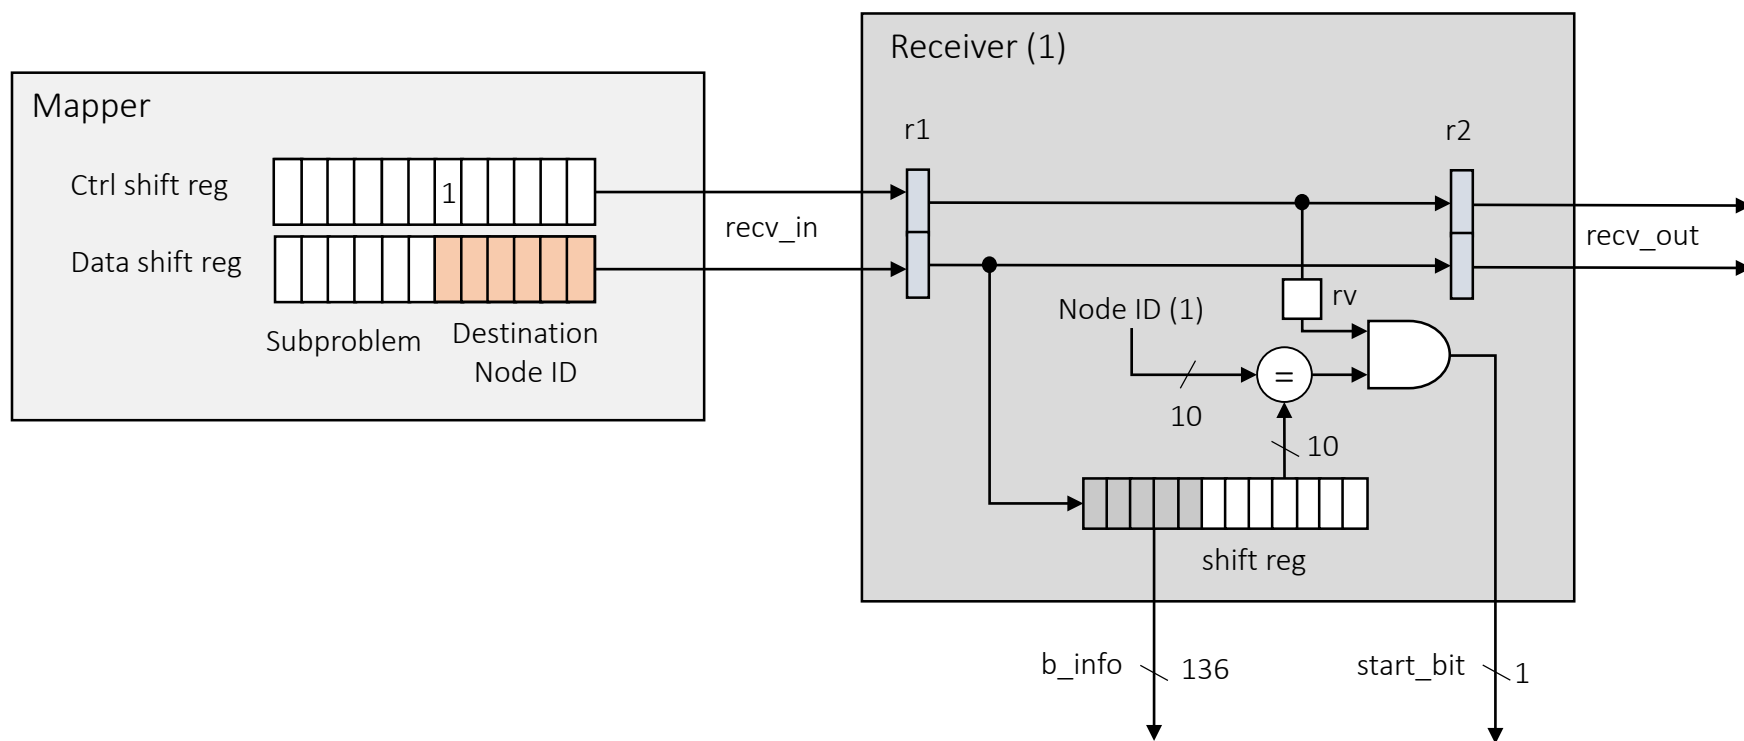 Receiver (1)
Mapper
r1
r2
Ctrl shift reg
1
recv_in
recv_out
Data shift reg
Node ID (1)
rv
Subproblem
Destination
Node ID
=
10
10
shift reg
b_info
136
start_bit
1